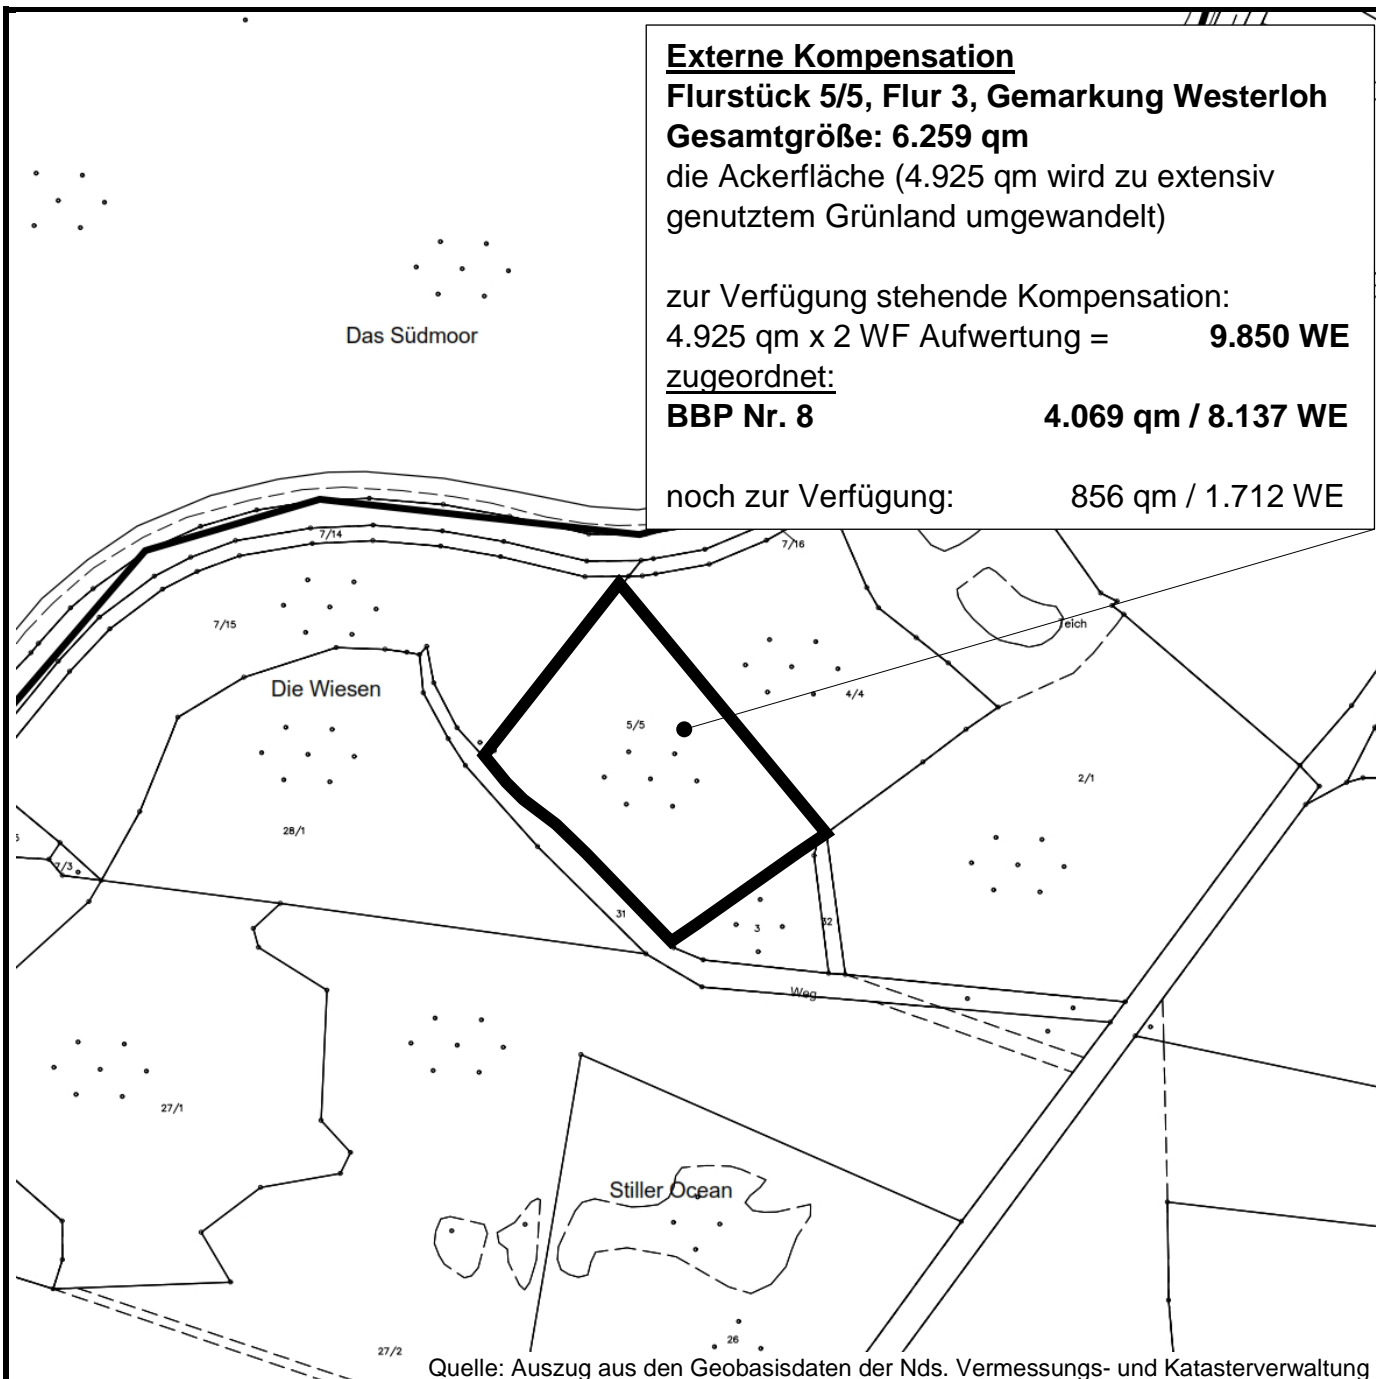 Externe Kompensation
Flurstück 5/5, Flur 3, Gemarkung Westerloh
Gesamtgröße: 6.259 qm
die Ackerfläche (4.925 qm wird zu extensiv
genutztem Grünland umgewandelt)
zur Verfügung stehende Kompensation:
4.925 qm x 2 WF Aufwertung = 9.850 WE
zugeordnet:
BBP Nr. 8 4.069 qm / 8.137 WE
noch zur Verfügung: 856 qm / 1.712 WE
Das Südmoor
7/14
7/16
7/15
Teich
Die Wiesen
4/4
5/5
2/1
28/1
7/3
31
3
32
Weg
27/1
Stiller Ocean
26
27/2
Quelle: Auszug aus den Geobasisdaten der Nds. Vermessungs- und Katasterverwaltung